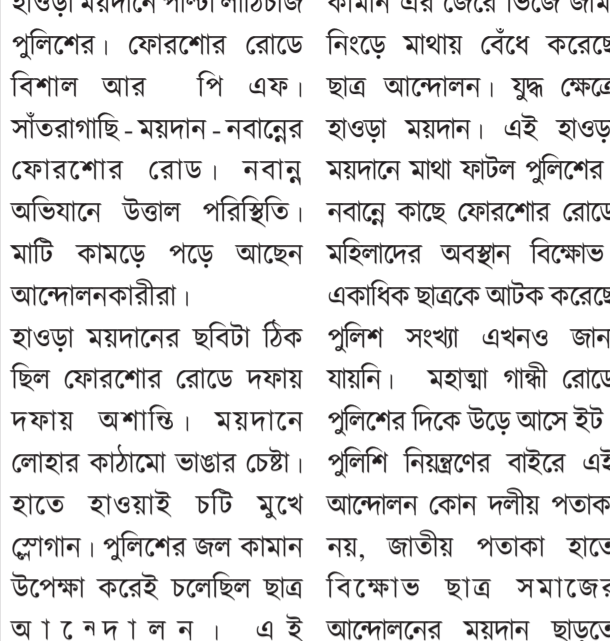 হাওড়া ময়দানে পাল্টা লাঠিচার্জ
পুলিশের। ফোরশোর রোডে
বিশাল আর পি এফ।
সাঁতরাগাছি - ময়দান - নবান্নের
ফোরশোর রোড। নবান্ন
অভিযানে উত্তাল পরিস্থিতি।
মাটি কামড়ে পড়ে আছেন
আন্দোলনকারীরা।
হাওড়া ময়দানের ছবিটা ঠিক
ছিল ফোরশোর রোডে দফায়
দফায় অশান্তি। ময়দানে
লোহার কাঠামো ভাঙার চেষ্টা।
হাতে হাওয়াই চটি মুখে
স্লোগান। পুলিশের জল কামান
উপেক্ষা করেই চলেছিল ছাত্র
আন্দোলন। এই
কামান এর জেরে ভিজে
নিংড়ে মাথায় বেঁধে করেছে
ছাত্র আন্দোলন। যুদ্ধ ক্ষেত্রে
হাওড়া ময়দান। এই
ময়দানে মাথা ফাটল পুলিশের
নবান্নে কাছে ফোরশোর রোডে
মহিলাদের অবস্থান বিক্ষোভ
একাধিক ছাত্রকে আটক করেছে
পুলিশ সংখ্যা এখনও
যায়নি। মহাত্মা গান্ধী রোডে
পুলিশের দিকে উড়ে আসে ইট
পুলিশি নিয়ন্ত্রণের বাইরে এই
আন্দোলন কোন দলীয়
নয়, জাতীয় পতাকা হাতে
বিক্ষোভ ছাত্র সমাজের
আন্দোলনের ময়দান ছাড়তে